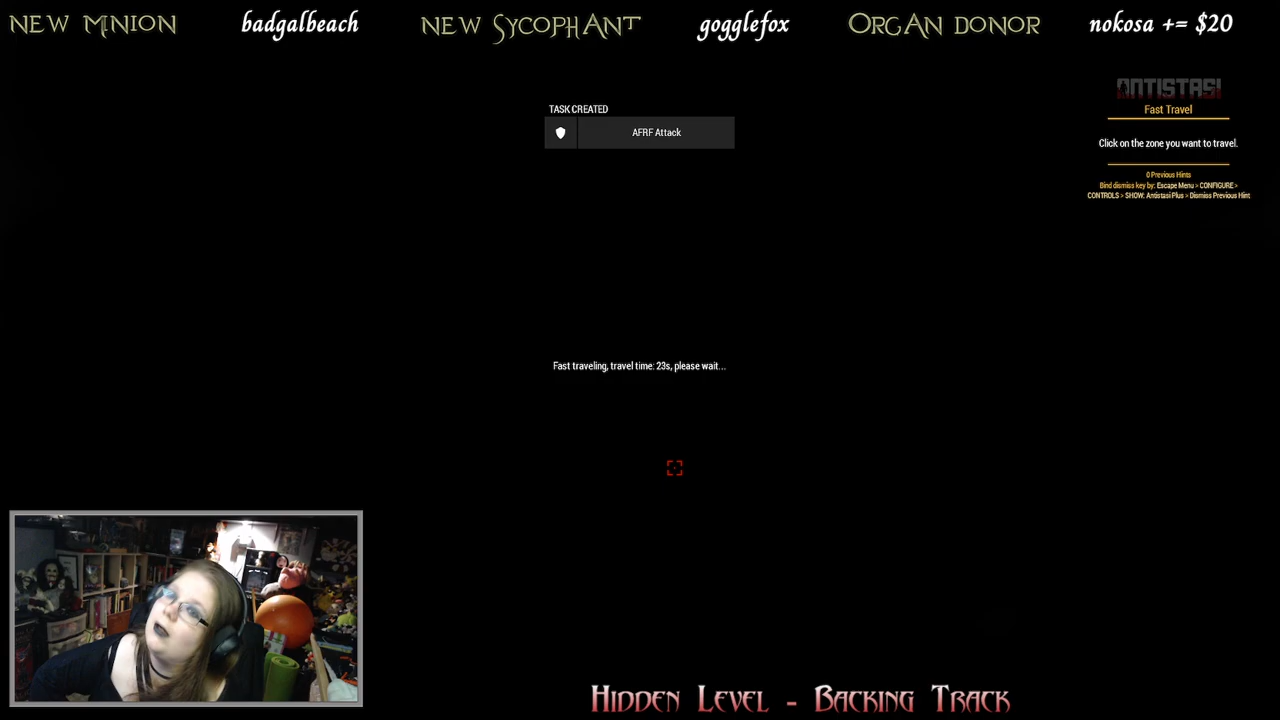 NEW MINION badgalbeach NEW SYCOPHANT gogglefox ORGAN DONOR nokosa += $20
ANTISTASI
Fast Travel
TASK CREATED
AFRF Attack
Click on the zone you want to travel.
0 Previous Hints
Bind dismiss key by: Escape Menu > CONFIGURE >
CONTROLS > SHOW: Antistasi Plus > Dismiss Previous Hint
Fast traveling, travel time: 23s, please wait...
HIDDEN LEVEL - BACKING TRACK